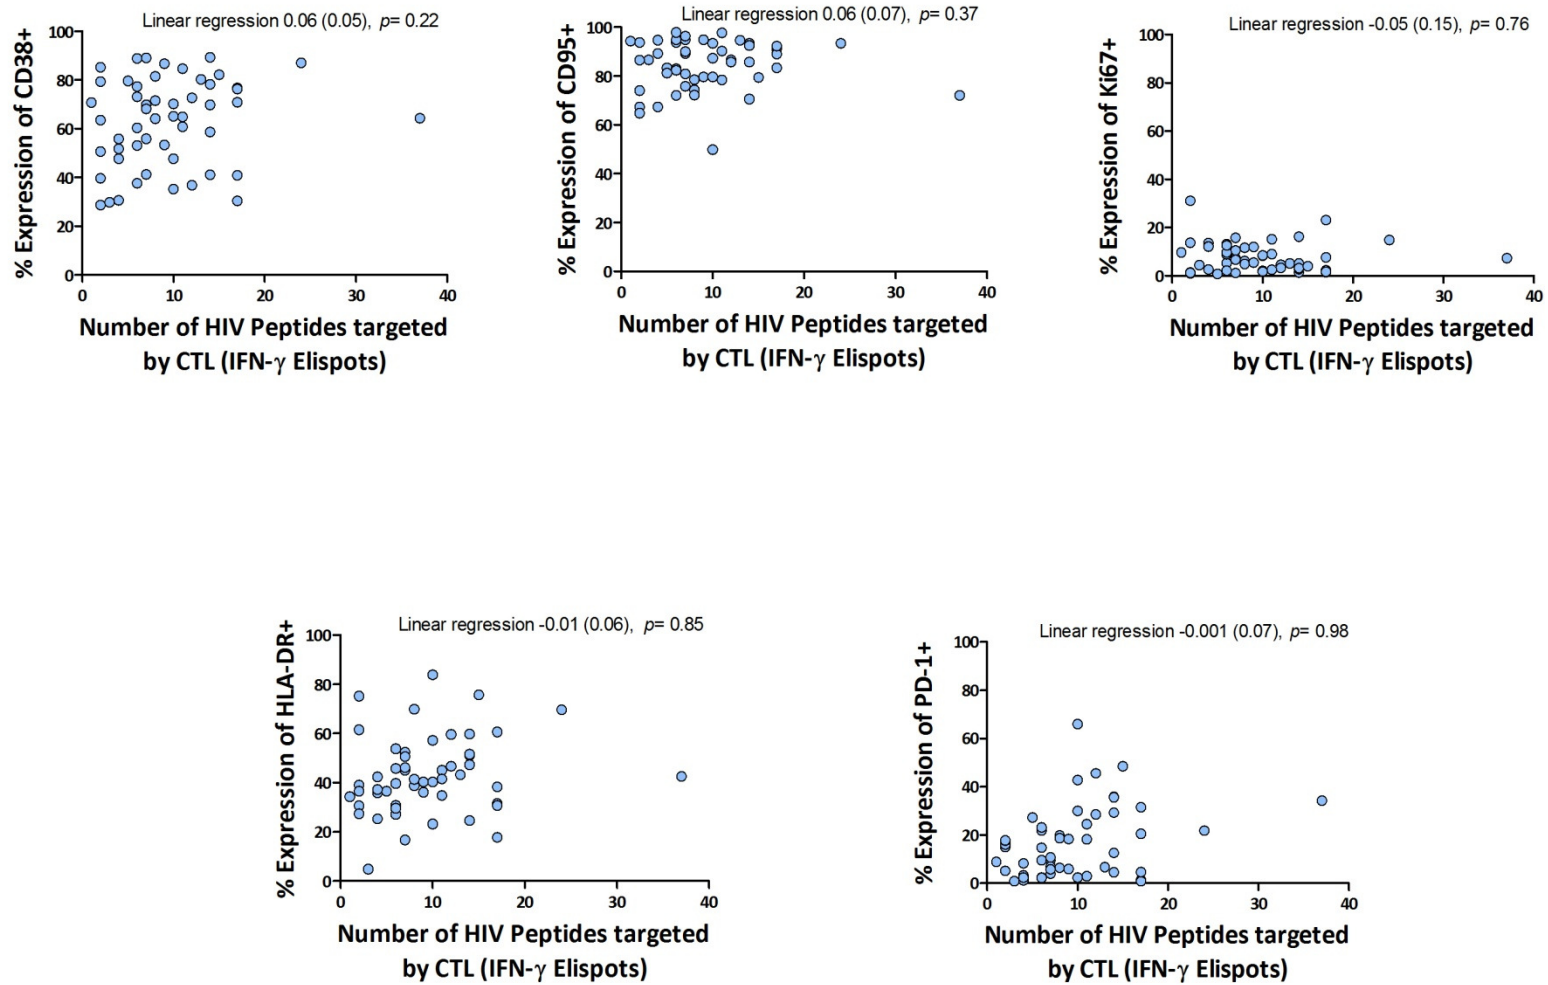 Linear regression 0.06 (0.05), p= 0.22
% Expression of CD38+
100
80
60
40
20
0
0 10 20 30 40
Number of HIV Peptides targeted
by CTL (IFN-γ Elispots)
Linear regression 0.06 (0.07), p= 0.37
% Expression of CD95+
100
80
60
40
20
0
0 10 20 30 40
Number of HIV Peptides targeted
by CTL (IFN-γ Elispots)
Linear regression -0.05 (0.15), p= 0.76
% Expression of Ki67+
100
80
60
40
20
0
0 10 20 30 40
Number of HIV Peptides targeted
by CTL (IFN-γ Elispots)
Linear regression -0.01 (0.06), p= 0.85
% Expression of HLA-DR+
100
80
60
40
20
0
0 10 20 30 40
Number of HIV Peptides targeted
by CTL (IFN-γ Elispots)
Linear regression -0.001 (0.07), p= 0.98
% Expression of PD-1+
100
80
60
40
20
0
0 10 20 30 40
Number of HIV Peptides targeted
by CTL (IFN-γ Elispots)